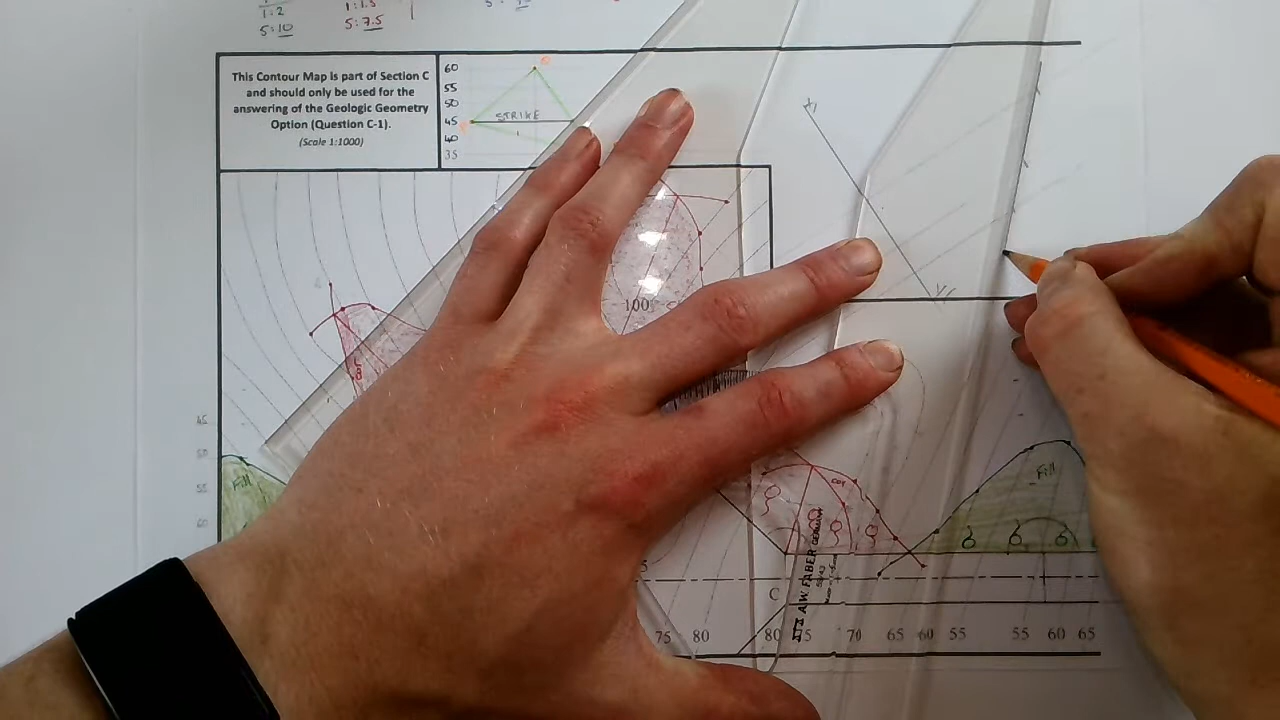 1:2
5:10
1:1.5
5:7.5
This Contour Map is part of Section C
and should only be used for the
answering of the Geologic Geometry
Option (Question C-1).
(Scale 1:1000)
60
55
50
45
40
35
STRIKE
100
45
50
55
60
Fill
cut
cut
Fill
A.W. FABER
C
75 80 80 75 70 65 60 55 55 60 65